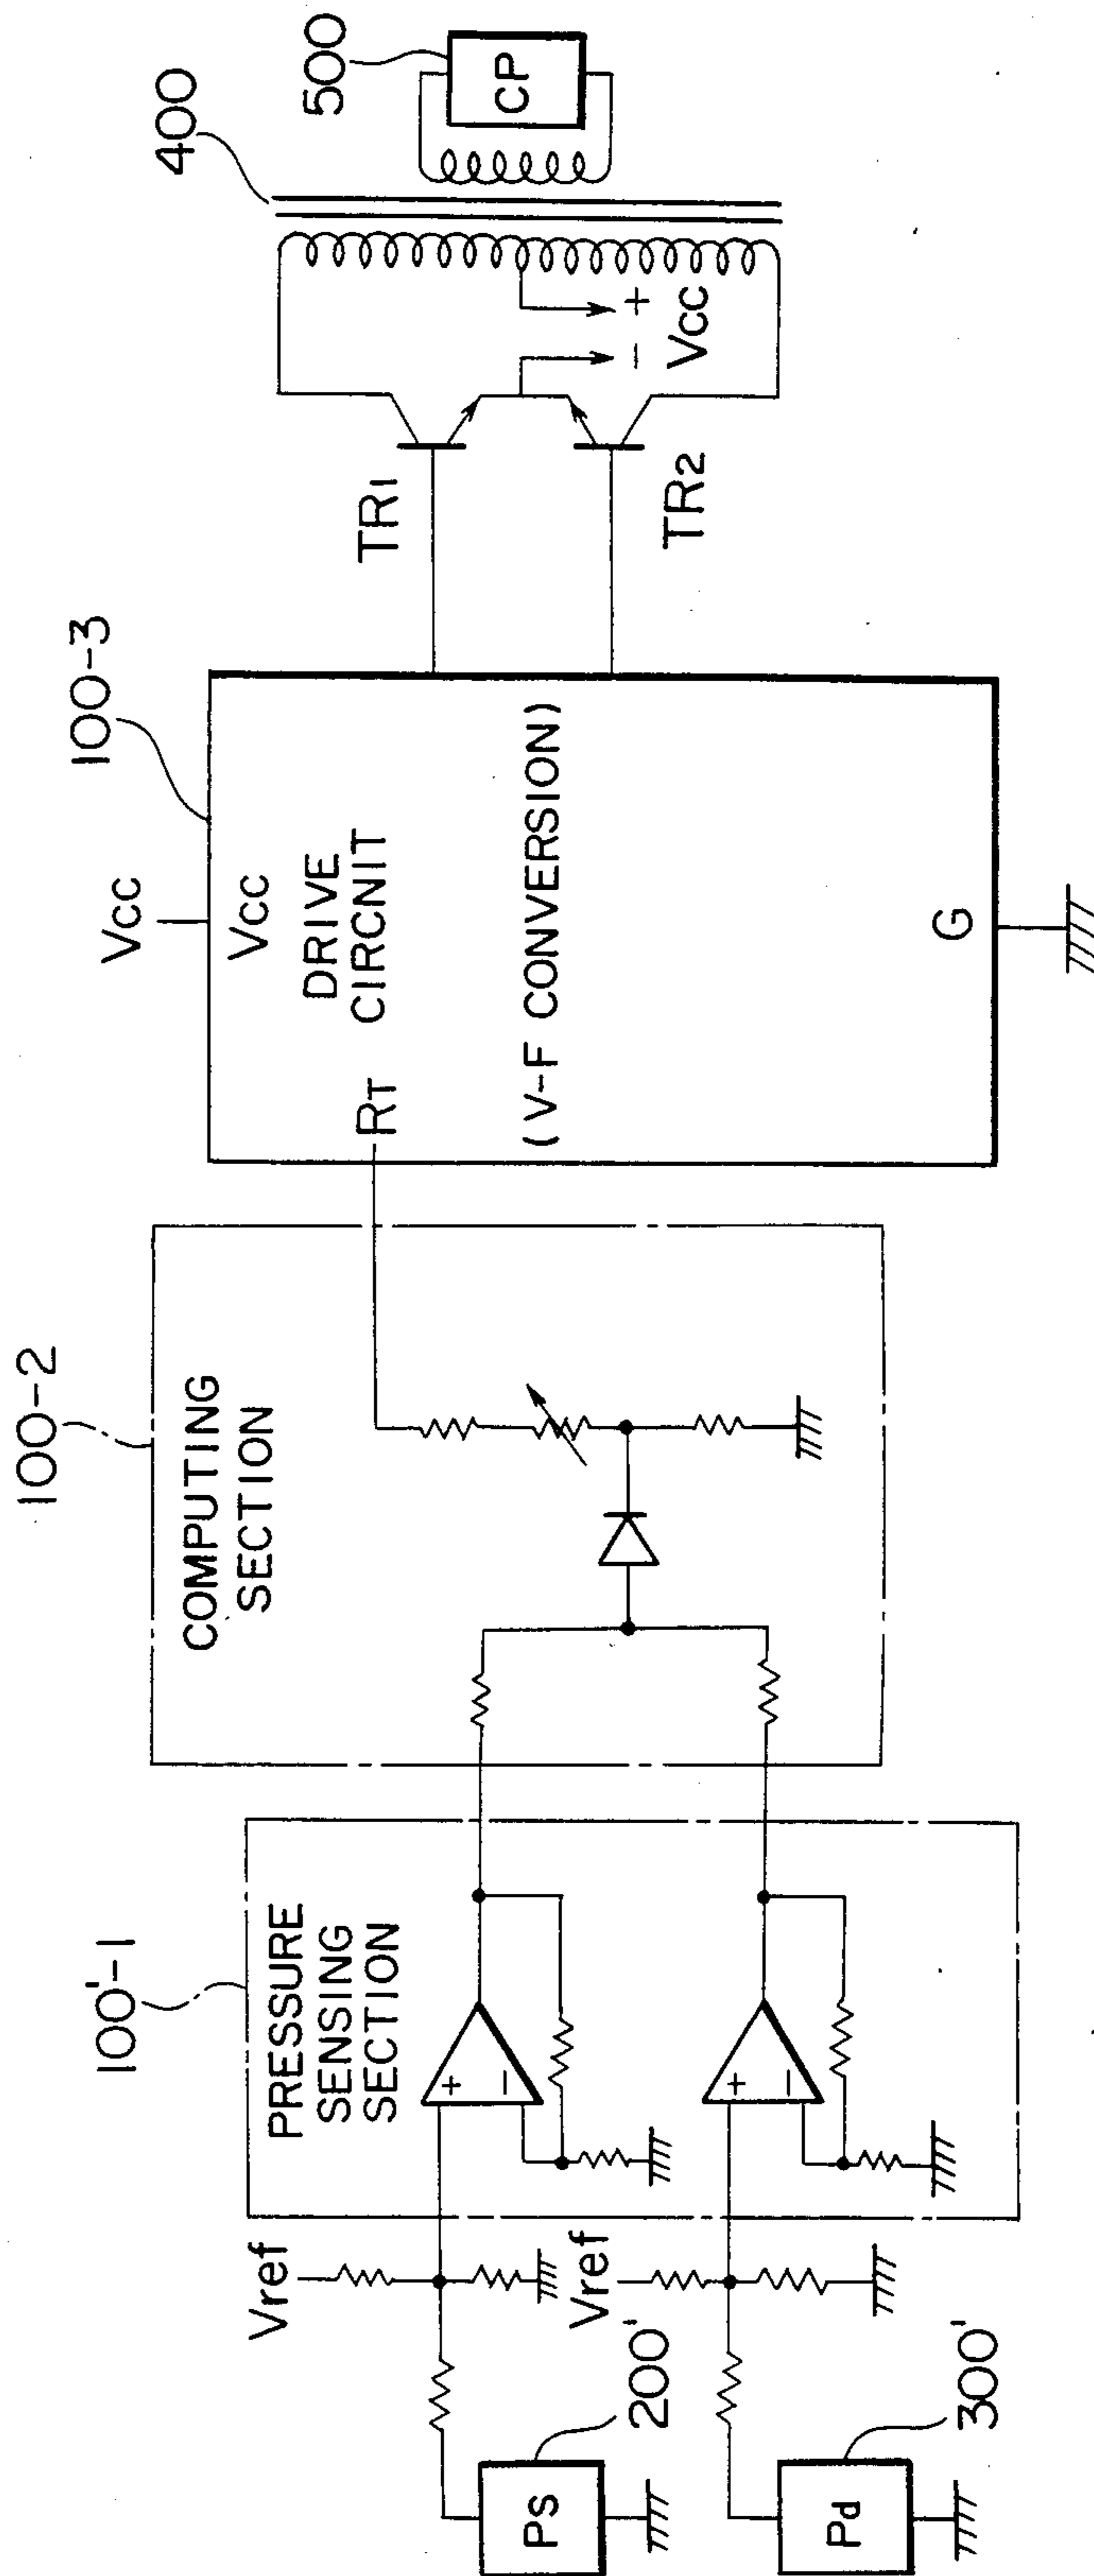 100'-1
PRESSURE
SENSING
SECTION
+
−
+
−
Vref
Vref
PS
200'
Pd
300'
100-2
COMPUTING
SECTION
100-3
Vcc
Vcc
DRIVE
CIRCNIT
RT
(V-F CONVERSION)
G
TR1
TR2
− +
Vcc
400
500
CP